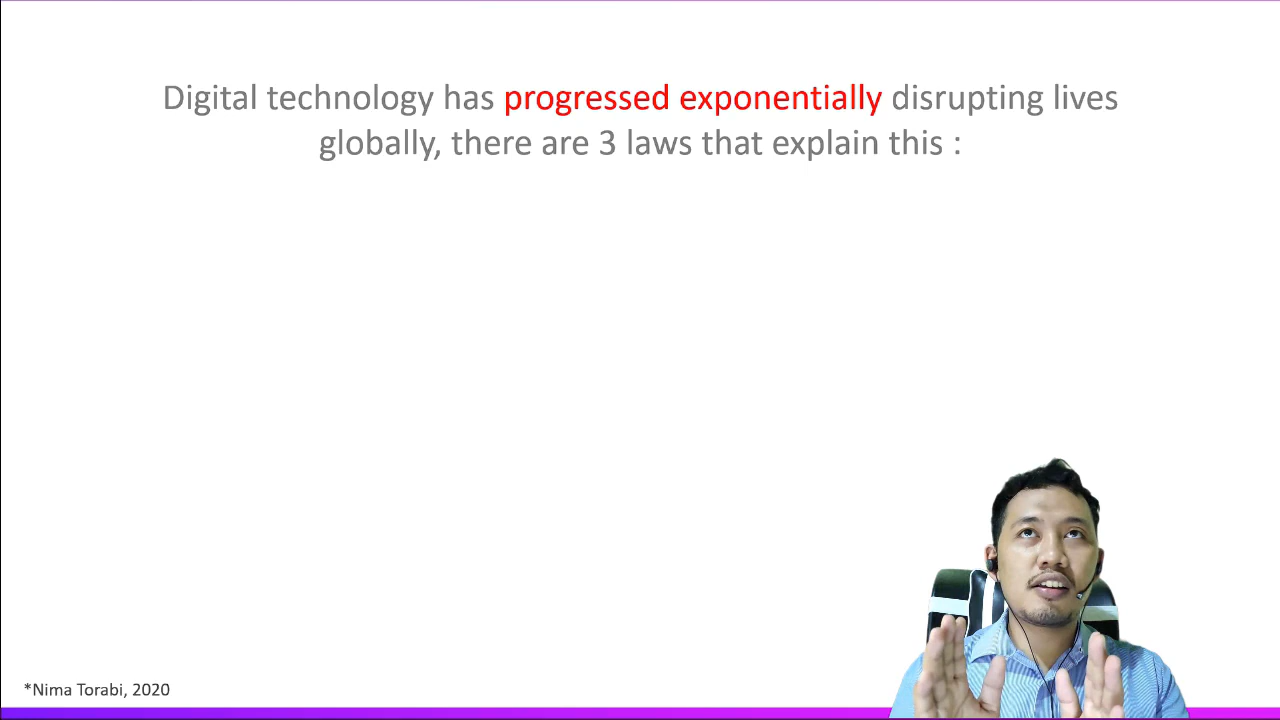 Digital technology has progressed exponentially disrupting lives
globally, there are 3 laws that explain this :
*Nima Torabi, 2020